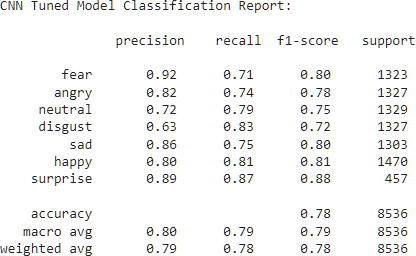 CNN Tuned Model Classification Report:
precision recall f1-score support
fear 0.92 0.71 0.80 1323
angry 0.82 0.74 0.78 1327
neutral 0.72 0.79 0.75 1329
disgust 0.63 0.83 0.72 1327
sad 0.86 0.75 0.80 1303
happy 0.80 0.81 0.81 1470
surprise 0.89 0.87 0.88 457
accuracy 0.78 8536
macro avg 0.80 0.79 0.79 8536
weighted avg 0.79 0.78 0.78 8536